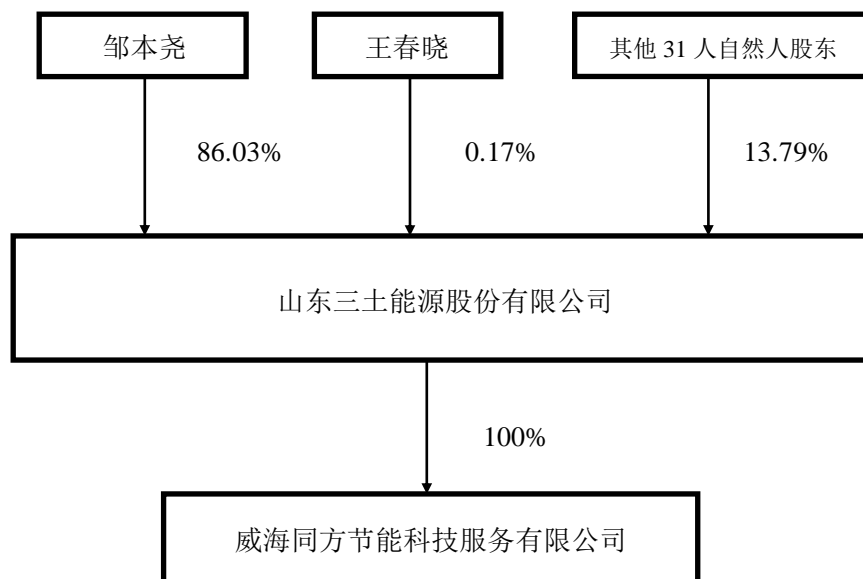 邹本尧
王春晓
其他 31 人自然人股东
86.03%
0.17%
13.79%
山东三土能源股份有限公司
100%
威海同方节能科技服务有限公司